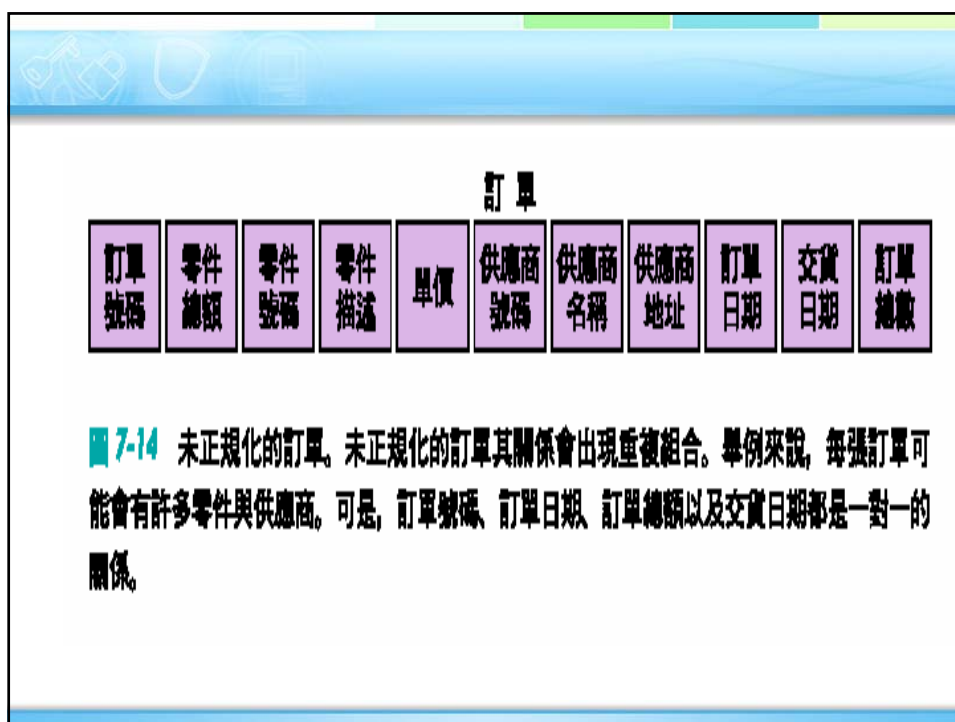 訂 單
訂單 零件 零件 零件 單價 供應商 供應商 供應商 訂單 交貨 訂單
號碼 總額 號碼 描述 號碼 名稱 地址 日期 日期 總數
圖 7-14 未正規化的訂單。未正規化的訂單其關係會出現重複組合。舉例來說, 每張訂單可
能會有許多零件與供應商。可是, 訂單號碼、訂單日期、訂單總額以及交貨日期都是一對一的
關係。